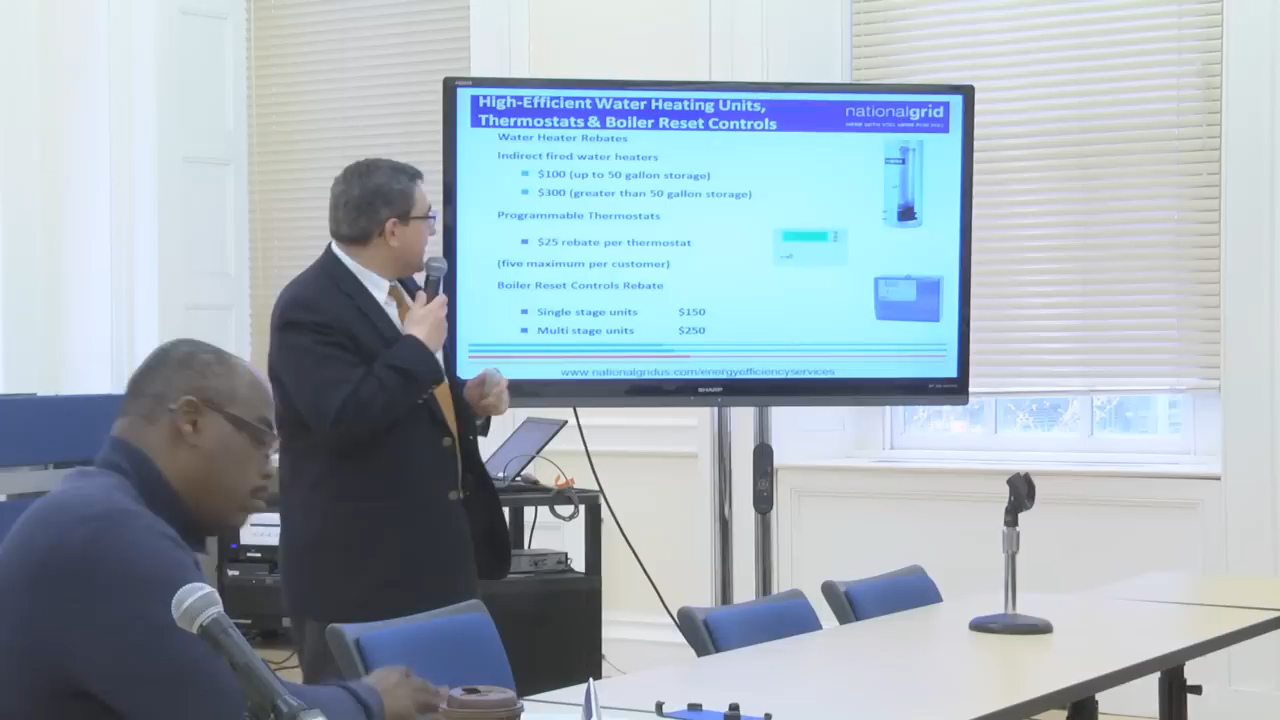 High-Efficient Water Heating Units,
Thermostats & Boiler Reset Controls
nationalgrid
Water Heater Rebates
Indirect fired water heaters
$100 (up to 50 gallon storage)
$300 (greater than 50 gallon storage)
Programmable Thermostats
$25 rebate per thermostat
(five maximum per customer)
Boiler Reset Controls Rebate
Single stage units $150
Multi stage units $250
www.nationalgridus.com/energyefficiencyservices
SHARP